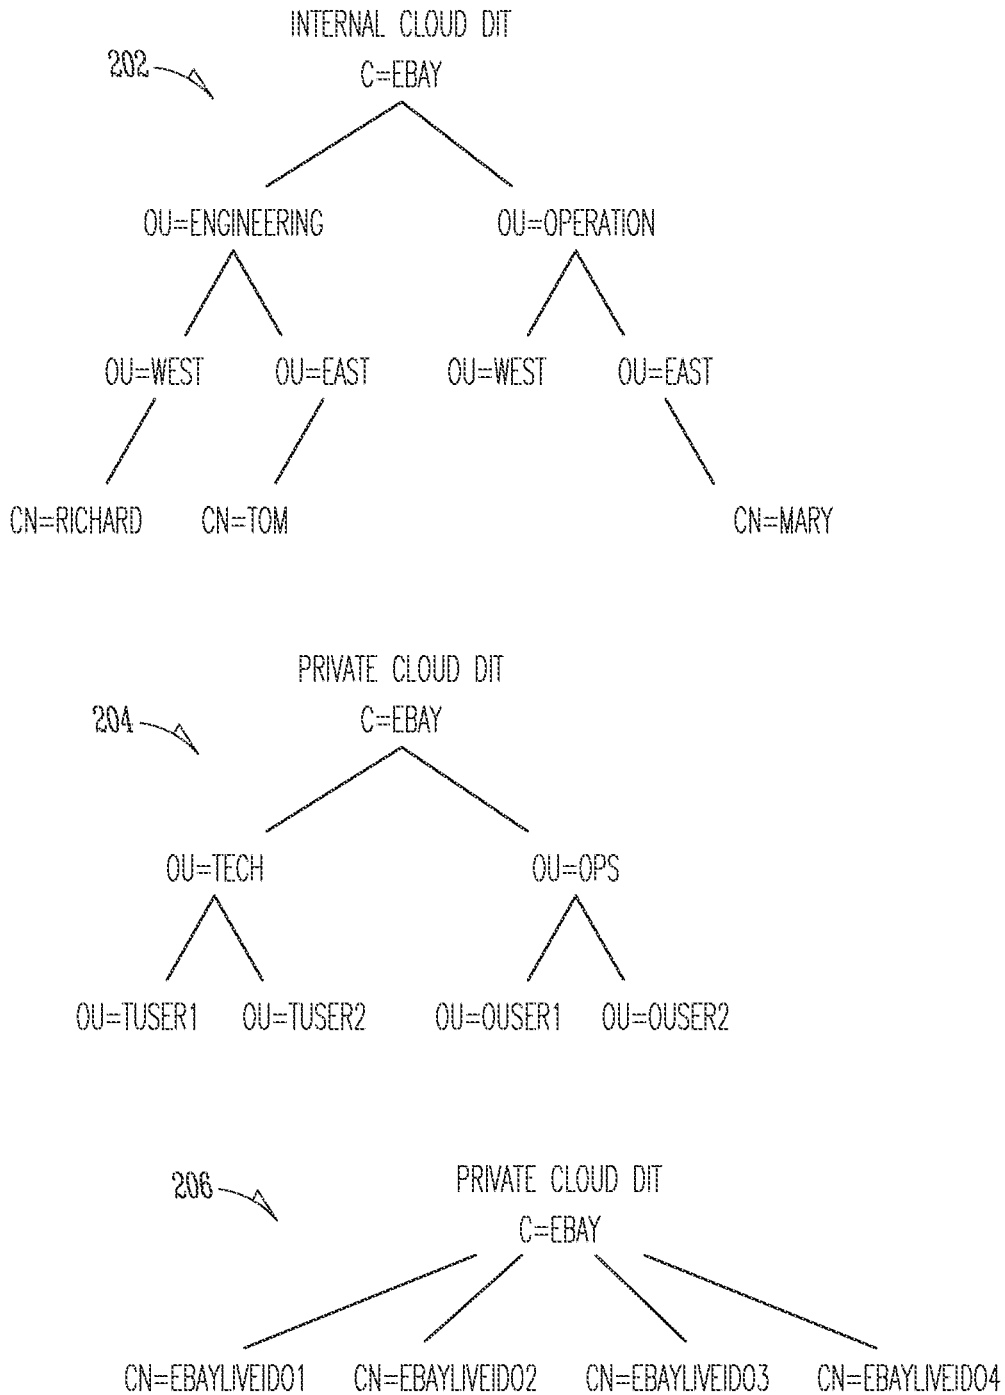 INTERNAL CLOUD DIT
202
C=EBAY
OU=ENGINEERING OU=OPERATION
OU=WEST OU=EAST OU=WEST OU=EAST
CN=RICHARD CN=TOM CN=MARY
PRIVATE CLOUD DIT
204
C=EBAY
OU=TECH OU=OPS
OU=TUSER1 OU=TUSER2 OU=OUSER1 OU=OUSER2
PRIVATE CLOUD DIT
206
C=EBAY
CN=EBAYLIVEID01 CN=EBAYLIVEID02 CN=EBAYLIVEID03 CN=EBAYLIVEID04